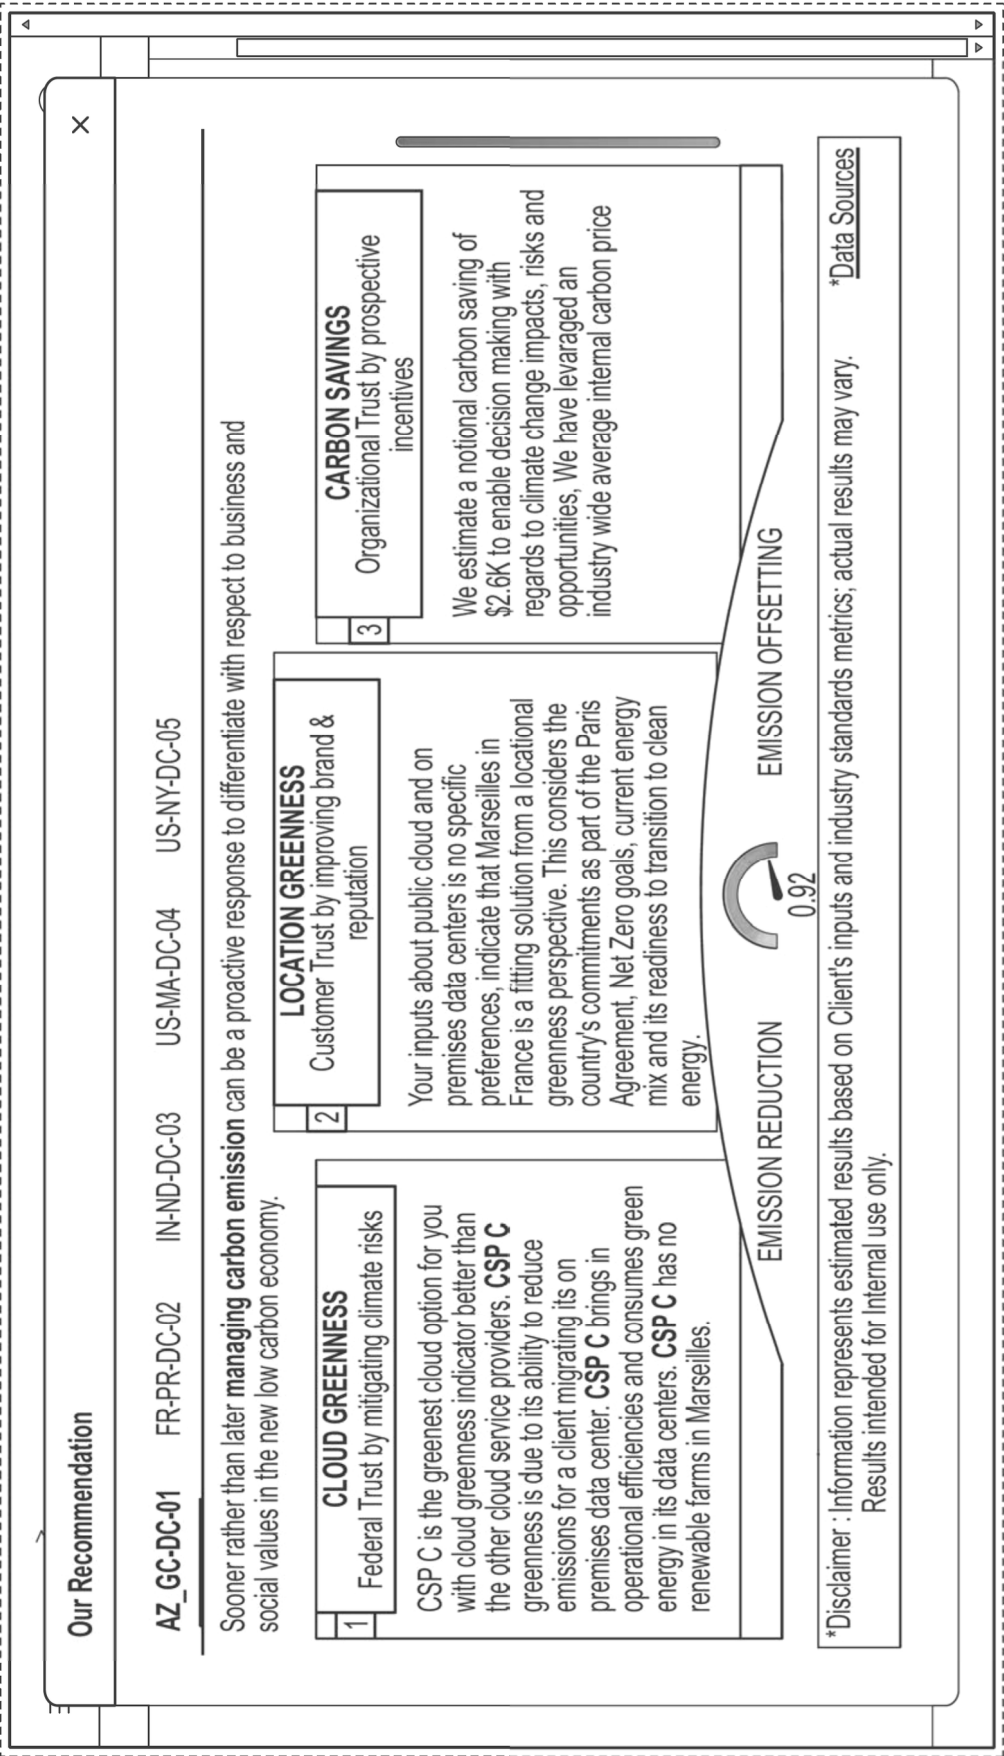 Our Recommendation
×
AZ_GC-DC-01 FR-PR-DC-02 IN-ND-DC-03 US-MA-DC-04 US-NY-DC-05
Sooner rather than later managing carbon emission can be a proactive response to differentiate with respect to business and
social values in the new low carbon economy.
1
CLOUD GREENNESS
Federal Trust by mitigating climate risks
CSP C is the greenest cloud option for you
with cloud greenness indicator better than
the other cloud service providers. CSP C
greenness is due to its ability to reduce
emissions for a client migrating its on
premises data center. CSP C brings in
operational efficiencies and consumes green
energy in its data centers. CSP C has no
renewable farms in Marseilles.
2
LOCATION GREENNESS
Customer Trust by improving brand &
reputation
Your inputs about public cloud and on
premises data centers is no specific
preferences, indicate that Marseilles in
France is a fitting solution from a locational
greenness perspective. This considers the
country's commitments as part of the Paris
Agreement, Net Zero goals, current energy
mix and its readiness to transition to clean
energy.
3
CARBON SAVINGS
Organizational Trust by prospective
incentives
We estimate a notional carbon saving of
$2.6K to enable decision making with
regards to climate change impacts, risks and
opportunities, We have levaraged an
industry wide average internal carbon price
EMISSION REDUCTION
0.92
EMISSION OFFSETTING
*Disclaimer : Information represents estimated results based on Client's inputs and industry standards metrics; actual results may vary.
Results intended for Internal use only.
*Data Sources